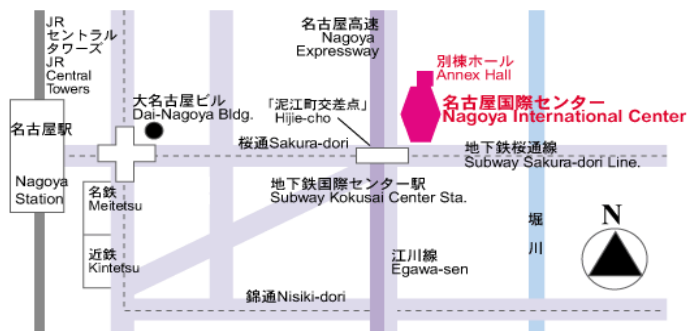 JR
セントラル
タワーズ
JR
Central
Towers
名古屋駅
Nagoya
Station
大名古屋ビル
Dai-Nagoya Bldg.
名鉄
Meitetsu
近鉄
Kintetsu
名古屋高速
Nagoya
Expressway
「泥江町交差点」
Hijie-cho
桜通Sakura-dori
別棟ホール
Annex Hall
名古屋国際センター
Nagoya International Center
地下鉄桜通線
Subway Sakura-dori Line.
地下鉄国際センター駅
Subway Kokusai Center Sta.
江川線
Egawa-sen
堀川
錦通Nisiki-dori
N